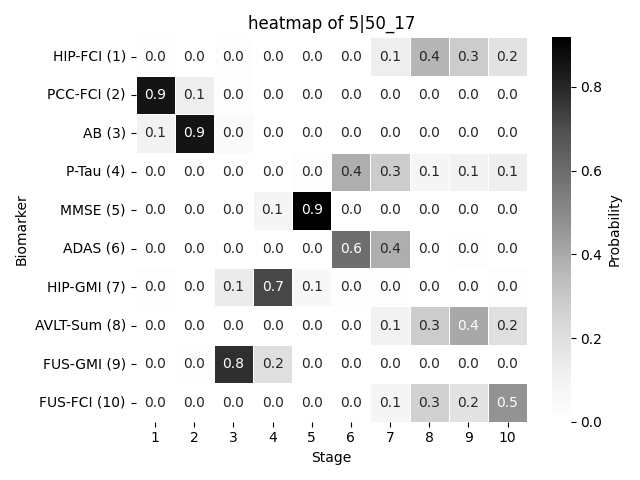 heatmap of 5|50_17
HIP-FCI (1) 0.0 0.0 0.0 0.0 0.0 0.0 0.1 0.4 0.3 0.2
PCC-FCI (2) 0.9 0.1 0.0 0.0 0.0 0.0 0.0 0.0 0.0 0.0
AB (3) 0.1 0.9 0.0 0.0 0.0 0.0 0.0 0.0 0.0 0.0
P-Tau (4) 0.0 0.0 0.0 0.0 0.0 0.4 0.3 0.1 0.1 0.1
MMSE (5) 0.0 0.0 0.0 0.1 0.9 0.0 0.0 0.0 0.0 0.0
ADAS (6) 0.0 0.0 0.0 0.0 0.0 0.6 0.4 0.0 0.0 0.0
HIP-GMI (7) 0.0 0.0 0.1 0.7 0.1 0.0 0.0 0.0 0.0 0.0
AVLT-Sum (8) 0.0 0.0 0.0 0.0 0.0 0.0 0.1 0.3 0.4 0.2
FUS-GMI (9) 0.0 0.0 0.8 0.2 0.0 0.0 0.0 0.0 0.0 0.0
FUS-FCI (10) 0.0 0.0 0.0 0.0 0.0 0.0 0.1 0.3 0.2 0.5
1 2 3 4 5 6 7 8 9 10
Stage
Biomarker
0.8
0.6
0.4
0.2
0.0
Probability